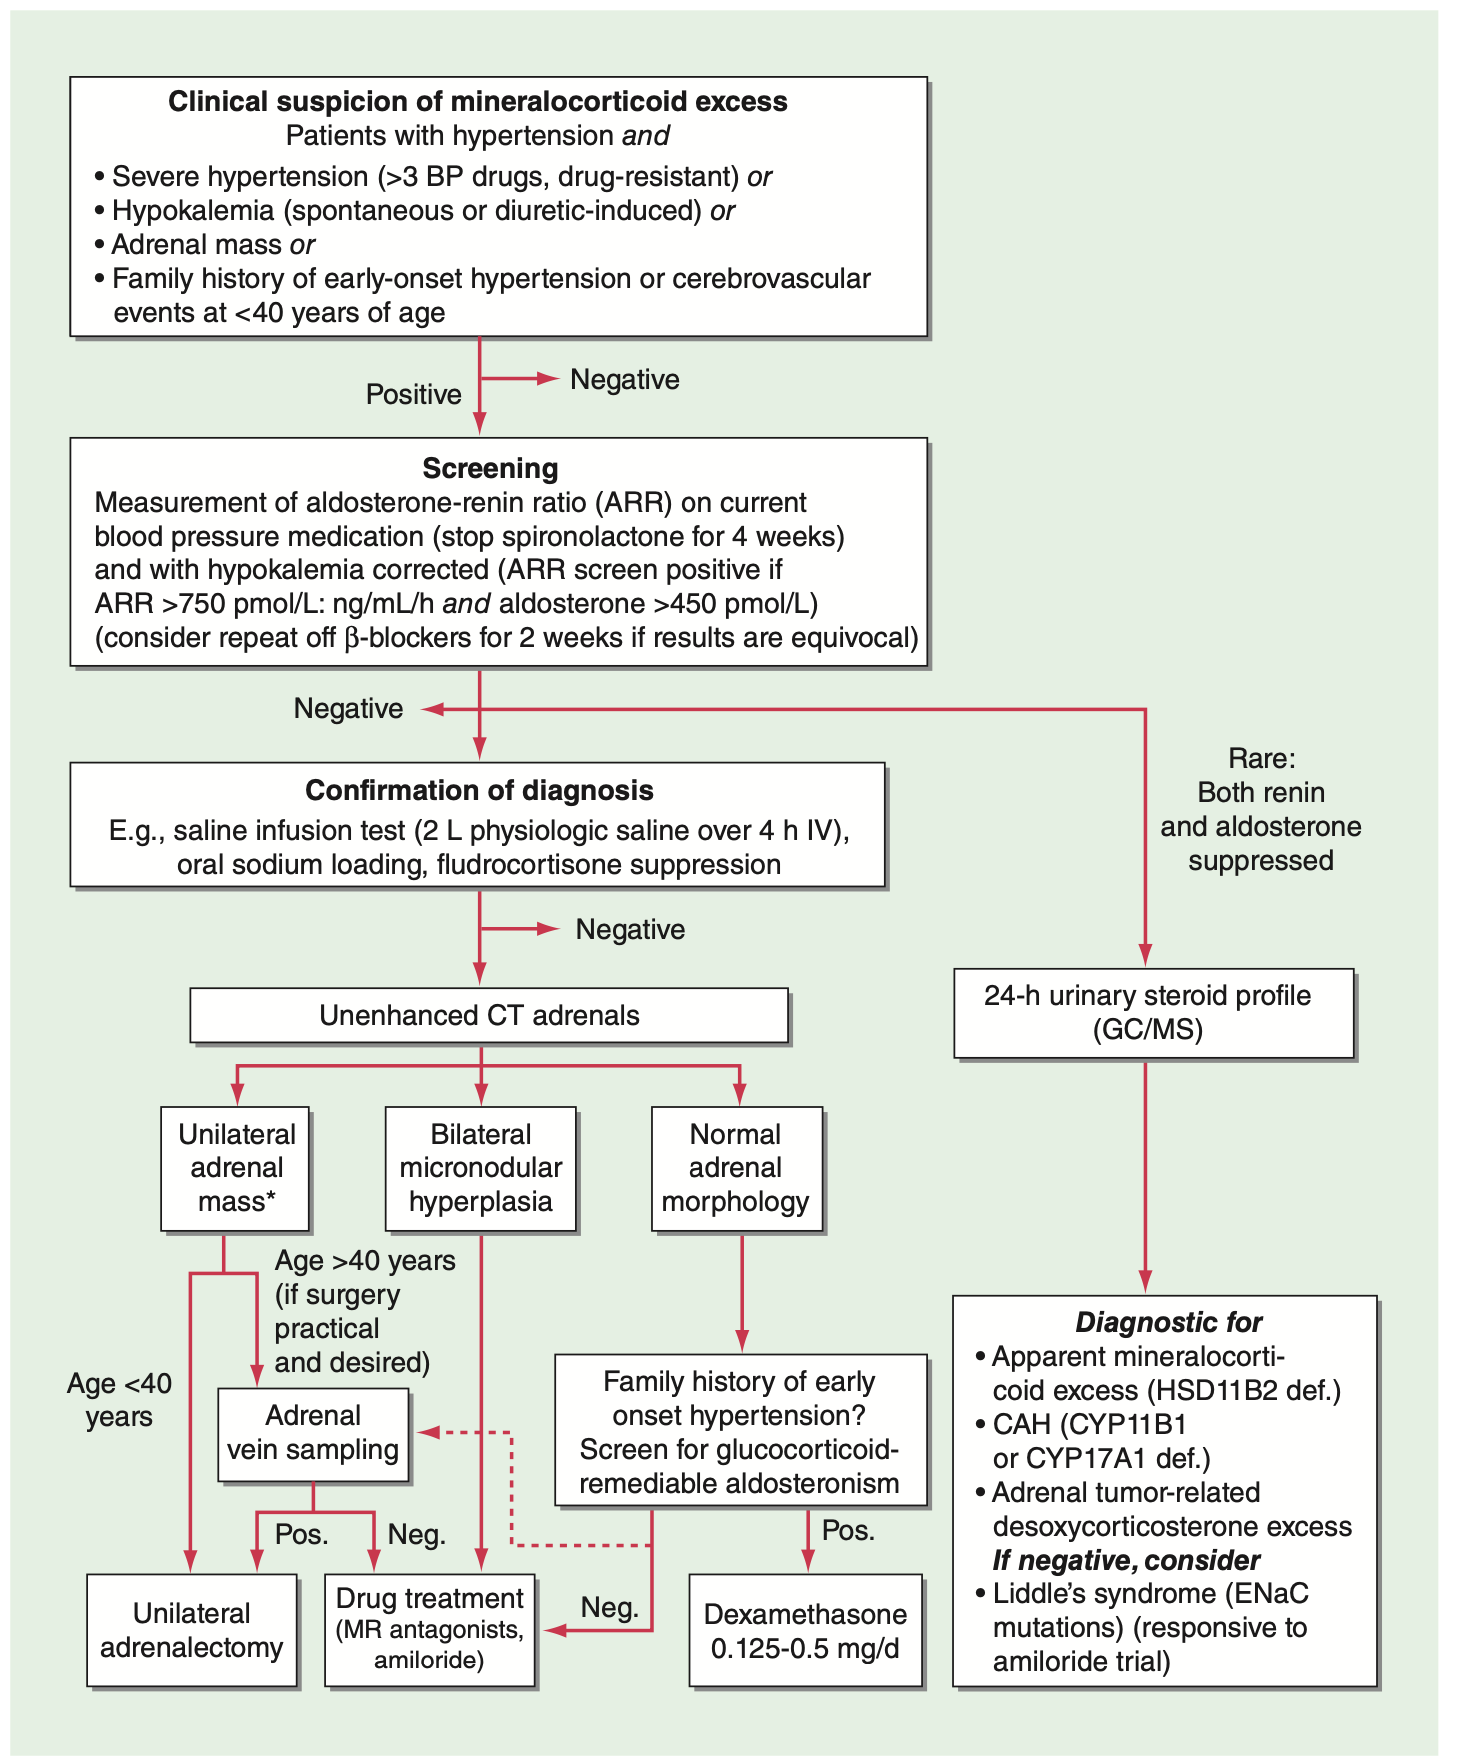 Clinical suspicion of mineralocorticoid excess
Patients with hypertension and
• Severe hypertension (>3 BP drugs, drug-resistant) or
• Hypokalemia (spontaneous or diuretic-induced) or
• Adrenal mass or
• Family history of early-onset hypertension or cerebrovascular
events at <40 years of age
Negative
Positive
Screening
Measurement of aldosterone-renin ratio (ARR) on current
blood pressure medication (stop spironolactone for 4 weeks)
and with hypokalemia corrected (ARR screen positive if
ARR >750 pmol/L: ng/mL/h and aldosterone >450 pmol/L)
(consider repeat off β-blockers for 2 weeks if results are equivocal)
Negative
Rare:
Both renin
and aldosterone
suppressed
Confirmation of diagnosis
E.g., saline infusion test (2 L physiologic saline over 4 h IV),
oral sodium loading, fludrocortisone suppression
Negative
Unenhanced CT adrenals
24-h urinary steroid profile
(GC/MS)
Unilateral
adrenal
mass*
Bilateral
micronodular
hyperplasia
Normal
adrenal
morphology
Age >40 years
(if surgery
practical
and desired)
Age <40
years
Adrenal
vein sampling
Family history of early
onset hypertension?
Screen for glucocorticoid-
remediable aldosteronism
Pos.
Neg.
Pos.
Neg.
Unilateral
adrenalectomy
Drug treatment
(MR antagonists,
amiloride)
Dexamethasone
0.125-0.5 mg/d
Diagnostic for
• Apparent mineralocorti-
coid excess (HSD11B2 def.)
• CAH (CYP11B1
or CYP17A1 def.)
• Adrenal tumor-related
desoxycorticosterone excess
If negative, consider
• Liddle's syndrome (ENaC
mutations) (responsive to
amiloride trial)